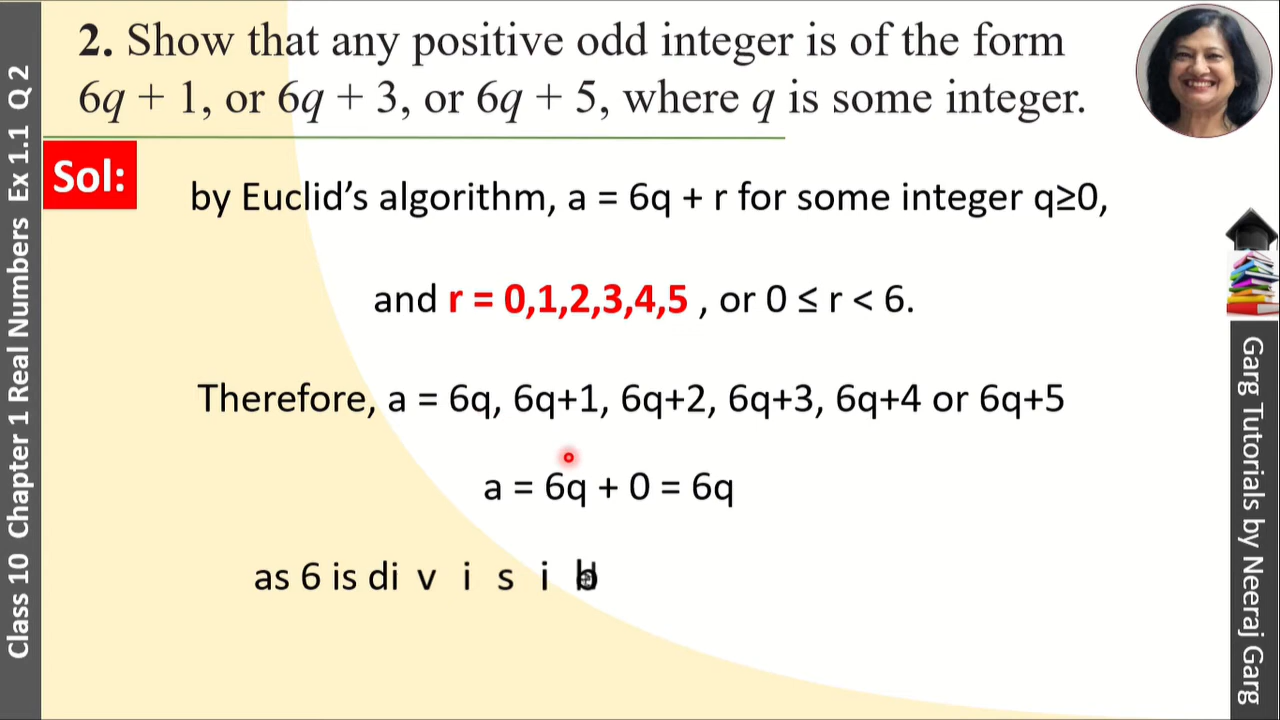 2. Show that any positive odd integer is of the form
6q + 1, or 6q + 3, or 6q + 5, where q is some integer.
Sol:
by Euclid’s algorithm, a = 6q + r for some integer q≥0,
and r = 0,1,2,3,4,5 , or 0 ≤ r < 6.
Therefore, a = 6q, 6q+1, 6q+2, 6q+3, 6q+4 or 6q+5
a = 6q + 0 = 6q
as 6 is di v i s i b
Class 10 Chapter 1 Real Numbers Ex 1.1 Q 2
Garg Tutorials by Neeraj Garg